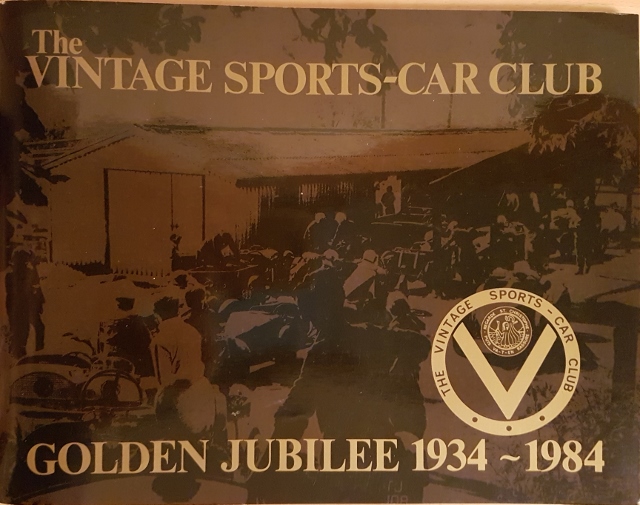 The
VINTAGE SPORTS-CAR CLUB
THE VINTAGE SPORTS-CAR CLUB
V
GOLDEN JUBILEE 1934 ~ 1984